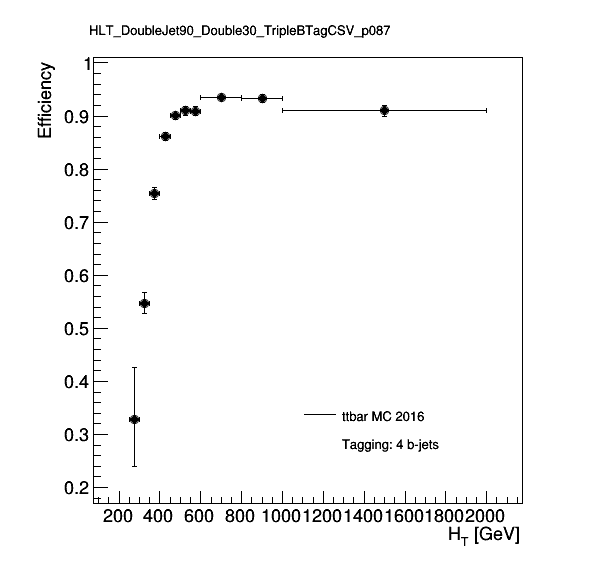 HLT_DoubleJet90_Double30_TripleBTagCSV_p087
Efficiency
1
0.9
0.8
0.7
0.6
0.5
0.4
0.3
0.2
ttbar MC 2016
Tagging: 4 b-jets
200 400 600 800 1000 1200 1400 1600 1800 2000
H_T [GeV]